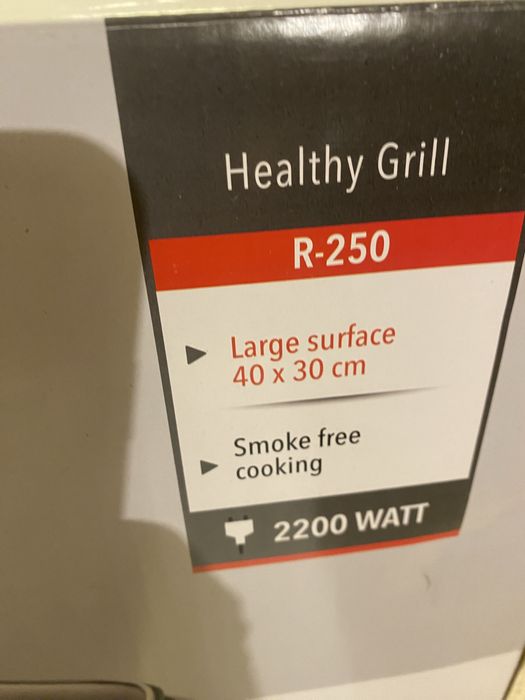 Healthy Grill
R-250
Large surface
40 x 30 cm
Smoke free
cooking
2200 WATT